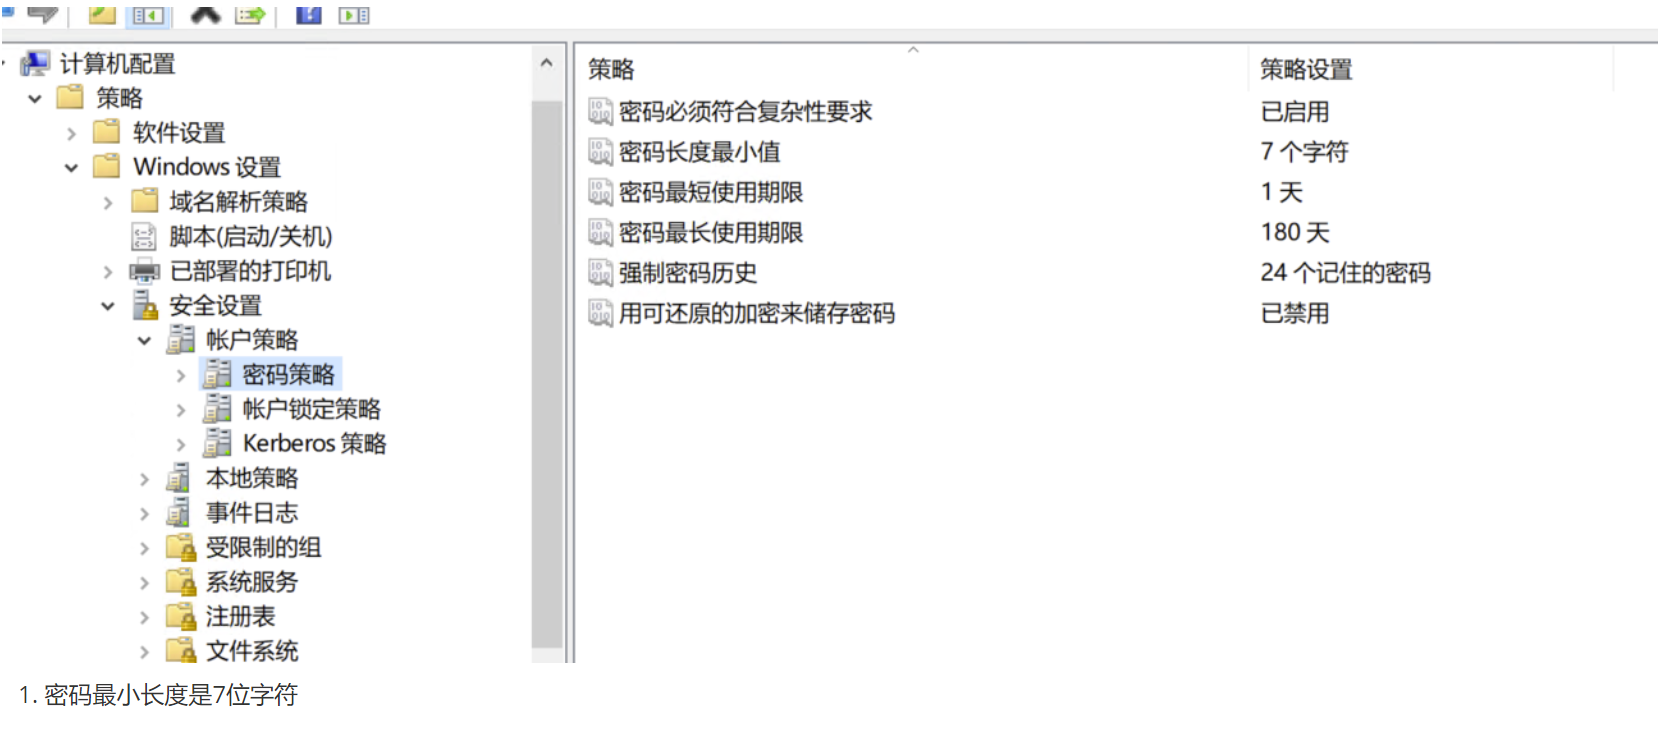 计算机配置
策略
软件设置
Windows 设置
域名解析策略
脚本(启动/关机)
已部署的打印机
安全设置
帐户策略
密码策略
帐户锁定策略
Kerberos 策略
本地策略
事件日志
受限制的组
系统服务
注册表
文件系统
策略 策略设置
密码必须符合复杂性要求 已启用
密码长度最小值 7 个字符
密码最短使用期限 1 天
密码最长使用期限 180 天
强制密码历史 24 个记住的密码
用可还原的加密来储存密码 已禁用
1. 密码最小长度是7位字符